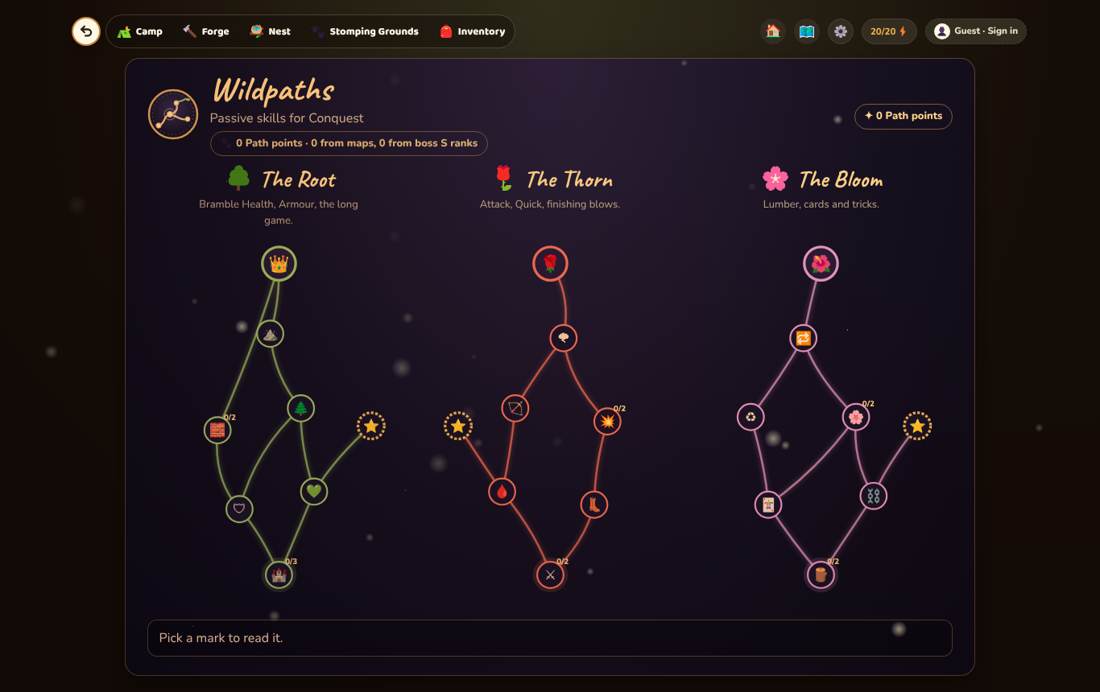 Camp
Forge
Nest
Stomping Grounds
Inventory
20/20
Guest · Sign in
Wildpaths
Passive skills for Conquest
0 Path points · 0 from maps, 0 from boss S ranks
✦ 0 Path points
The Root
Bramble Health, Armour, the long
game.
The Thorn
Attack, Quick, finishing blows.
The Bloom
Lumber, cards and tricks.
0/2
0/2
0/2
0/3
0/2
0/2
Pick a mark to read it.